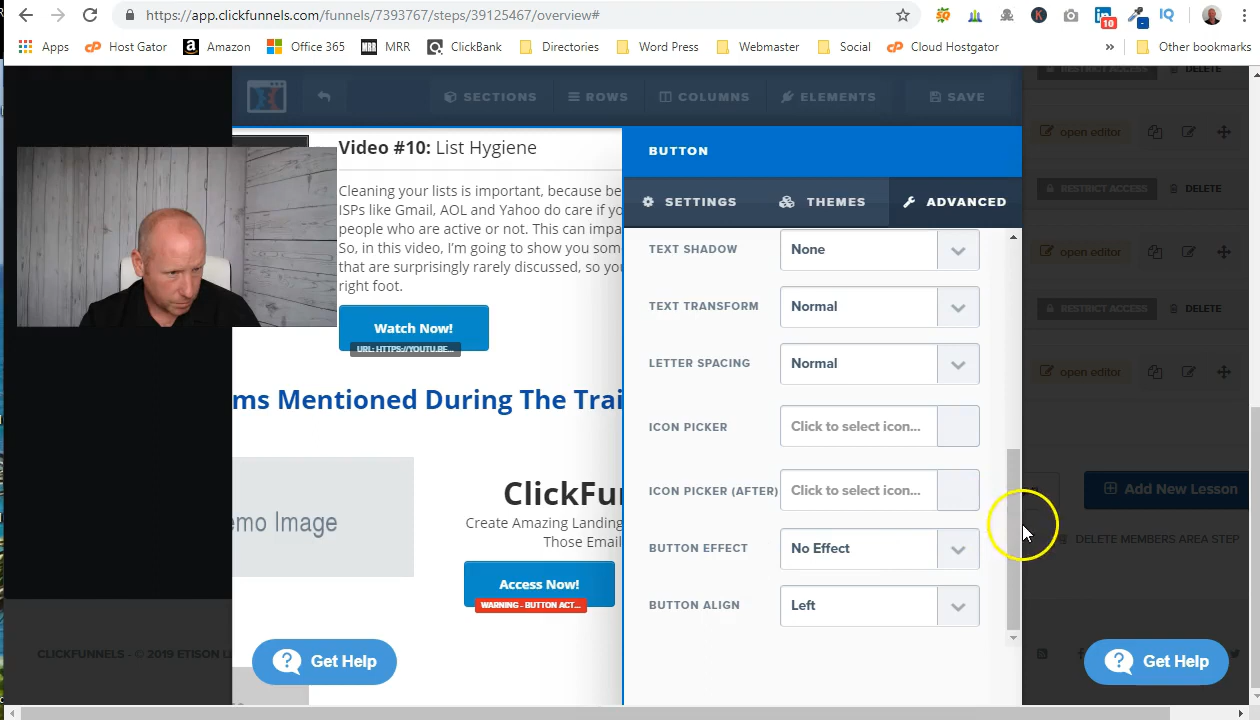 https://app.clickfunnels.com/funnels/7393767/steps/39125467/overview#
10
Apps
Host Gator
Amazon
Office 365
MRR
MRR
ClickBank
Directories
Word Press
Webmaster
Social
Cloud Hostgator
»
Other bookmarks
SECTIONS
ROWS
COLUMNS
ELEMENTS
SAVE
RESTRICT ACCESS
DELETE
open editor
RESTRICT ACCESS
DELETE
open editor
RESTRICT ACCESS
DELETE
open editor
Add New Lesson
DELETE MEMBERS AREA STEP
Video #10: List Hygiene
Cleaning your lists is important, because be
ISPs like Gmail, AOL and Yahoo do care if yo
people who are active or not. This can impa
So, in this video, I'm going to show you som
that are surprisingly rarely discussed, so you
right foot.
Watch Now!
URL: HTTPS://YOUTU.BE...
ms Mentioned During The Trai
emo Image
ClickFu
Create Amazing Landing
Those Email
Access Now!
WARNING - BUTTON ACT...
BUTTON
SETTINGS
THEMES
ADVANCED
TEXT SHADOW
None
TEXT TRANSFORM
Normal
LETTER SPACING
Normal
ICON PICKER
Click to select icon...
ICON PICKER (AFTER)
Click to select icon...
BUTTON EFFECT
No Effect
BUTTON ALIGN
Left
CLICKFUNNELS - © 2019 ETISON L
Get Help
Get Help